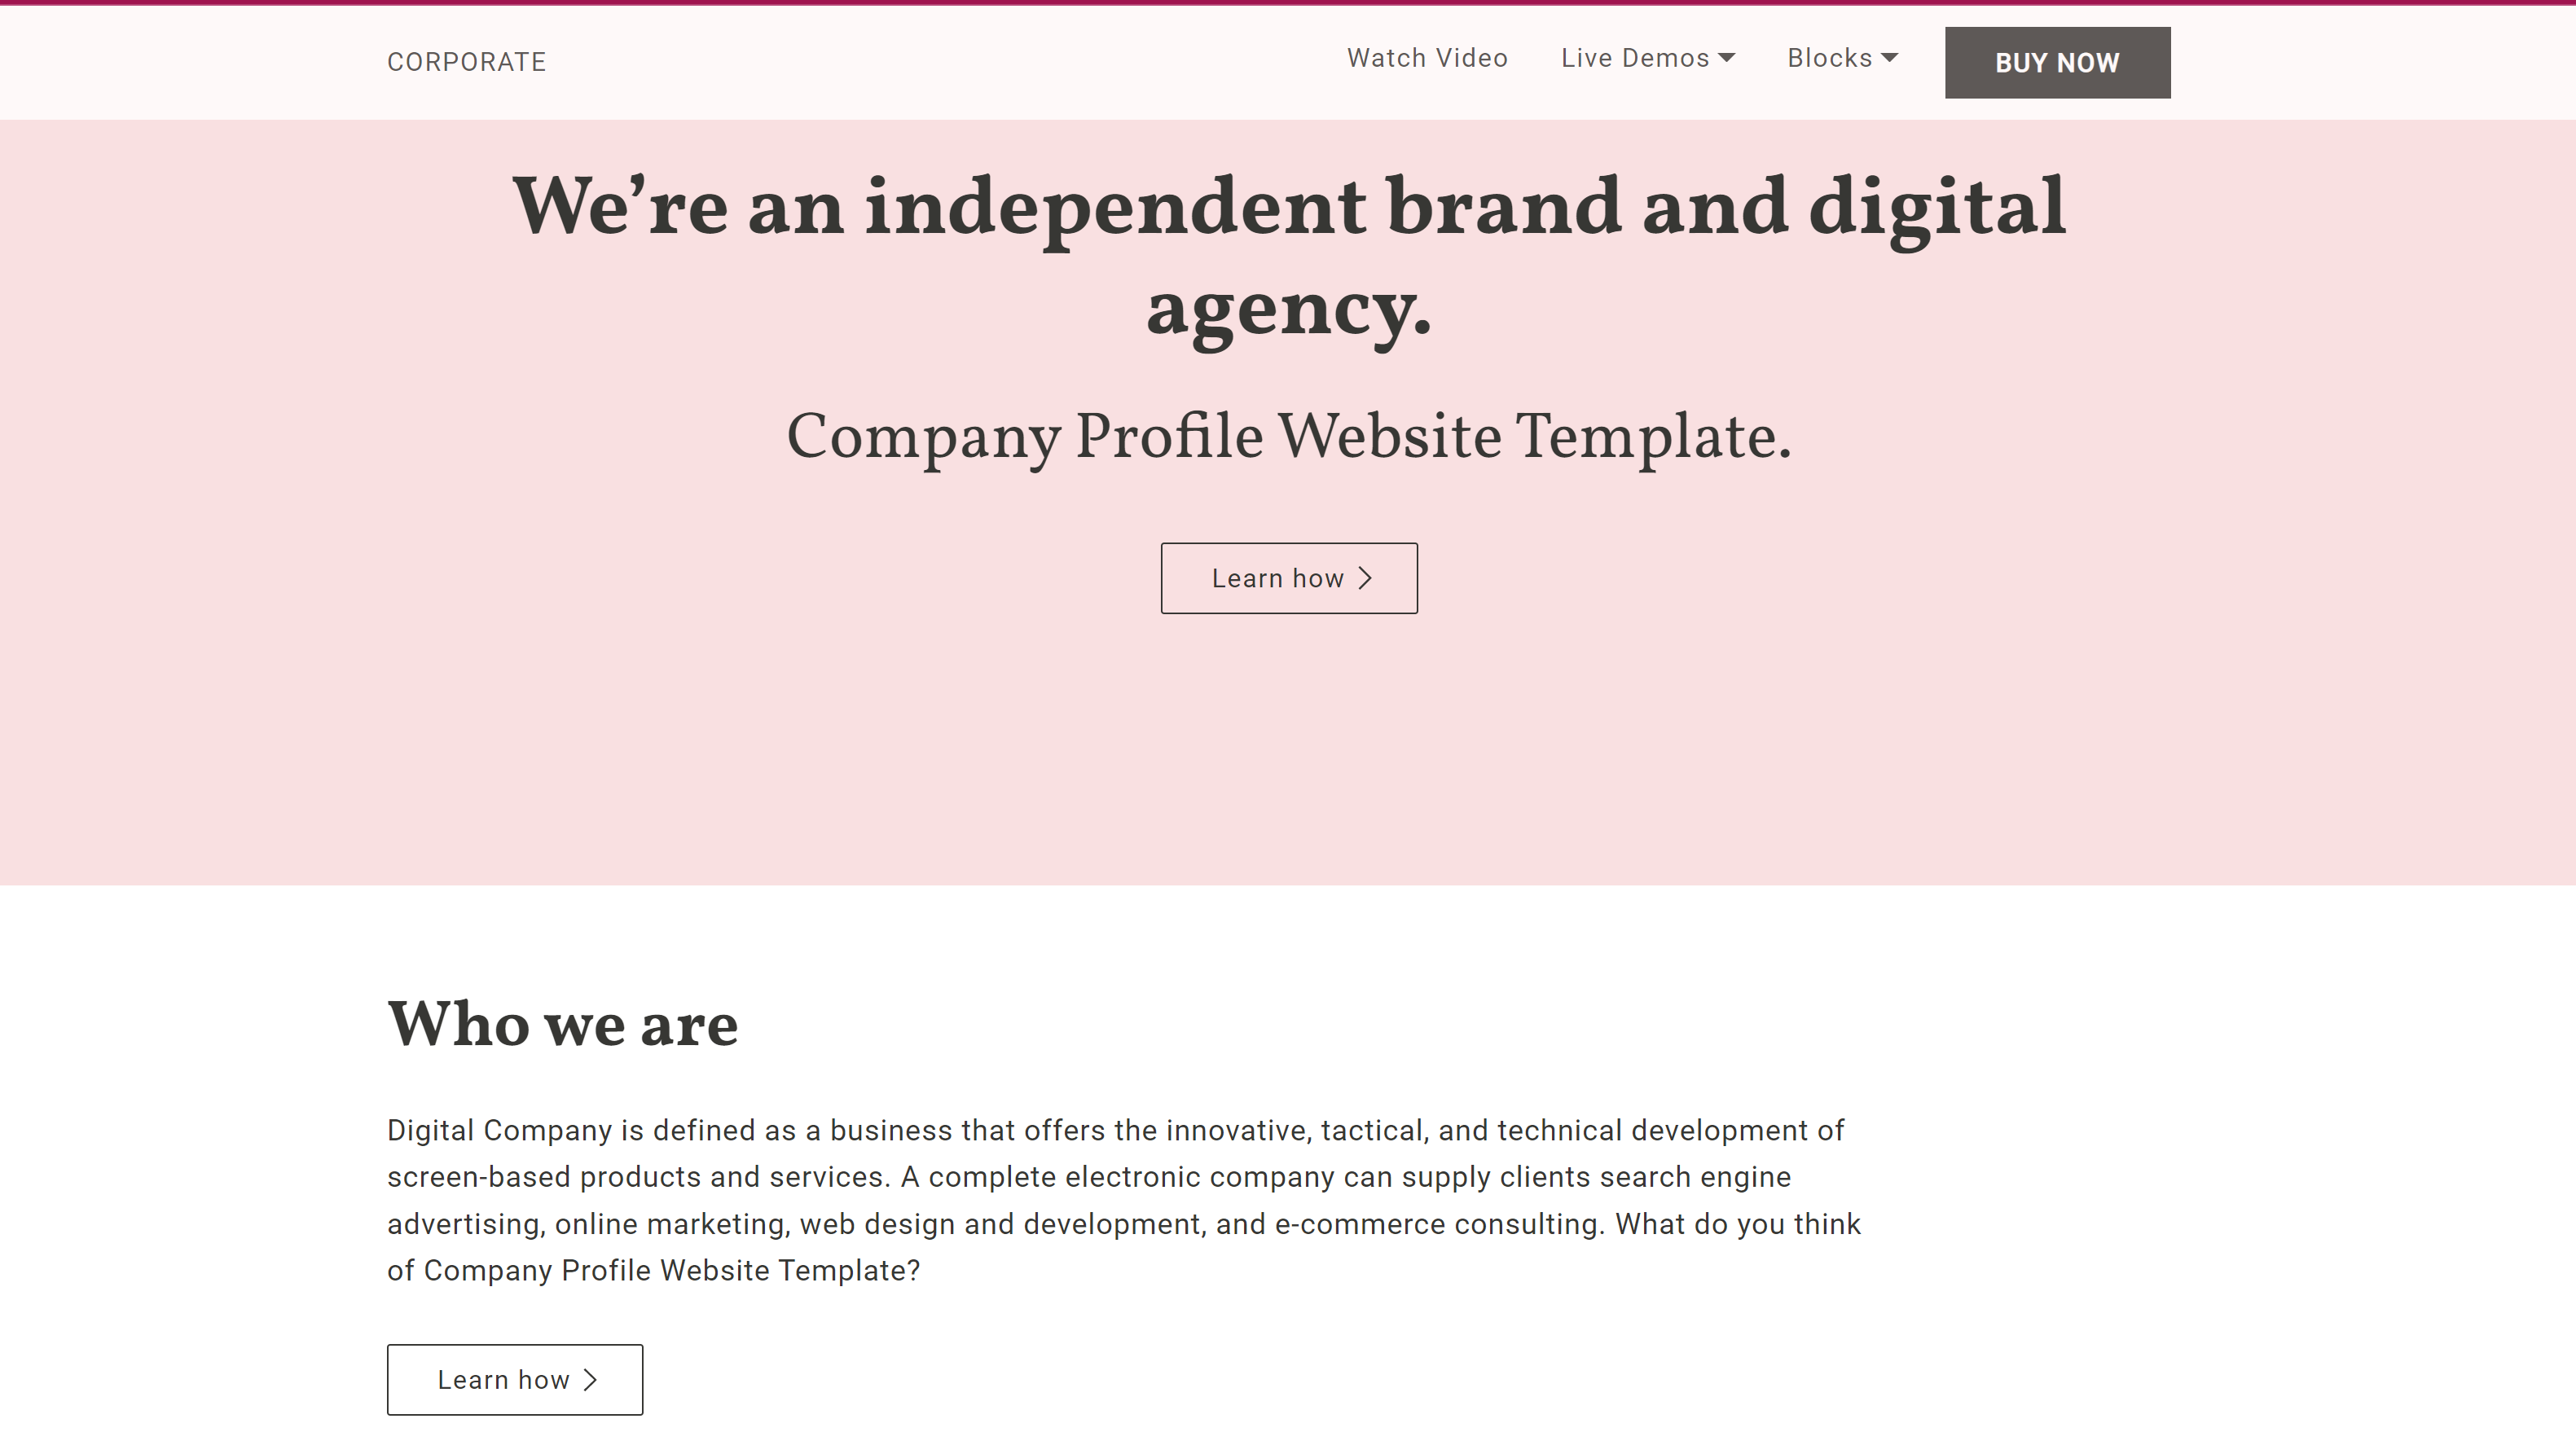 CORPORATE
Watch Video
Live Demos
Blocks
BUY NOW
We’re an independent brand and digital
agency.
Company Profile Website Template.
Learn how
Who we are
Digital Company is defined as a business that offers the innovative, tactical, and technical development of
screen-based products and services. A complete electronic company can supply clients search engine
advertising, online marketing, web design and development, and e-commerce consulting. What do you think
of Company Profile Website Template?
Learn how